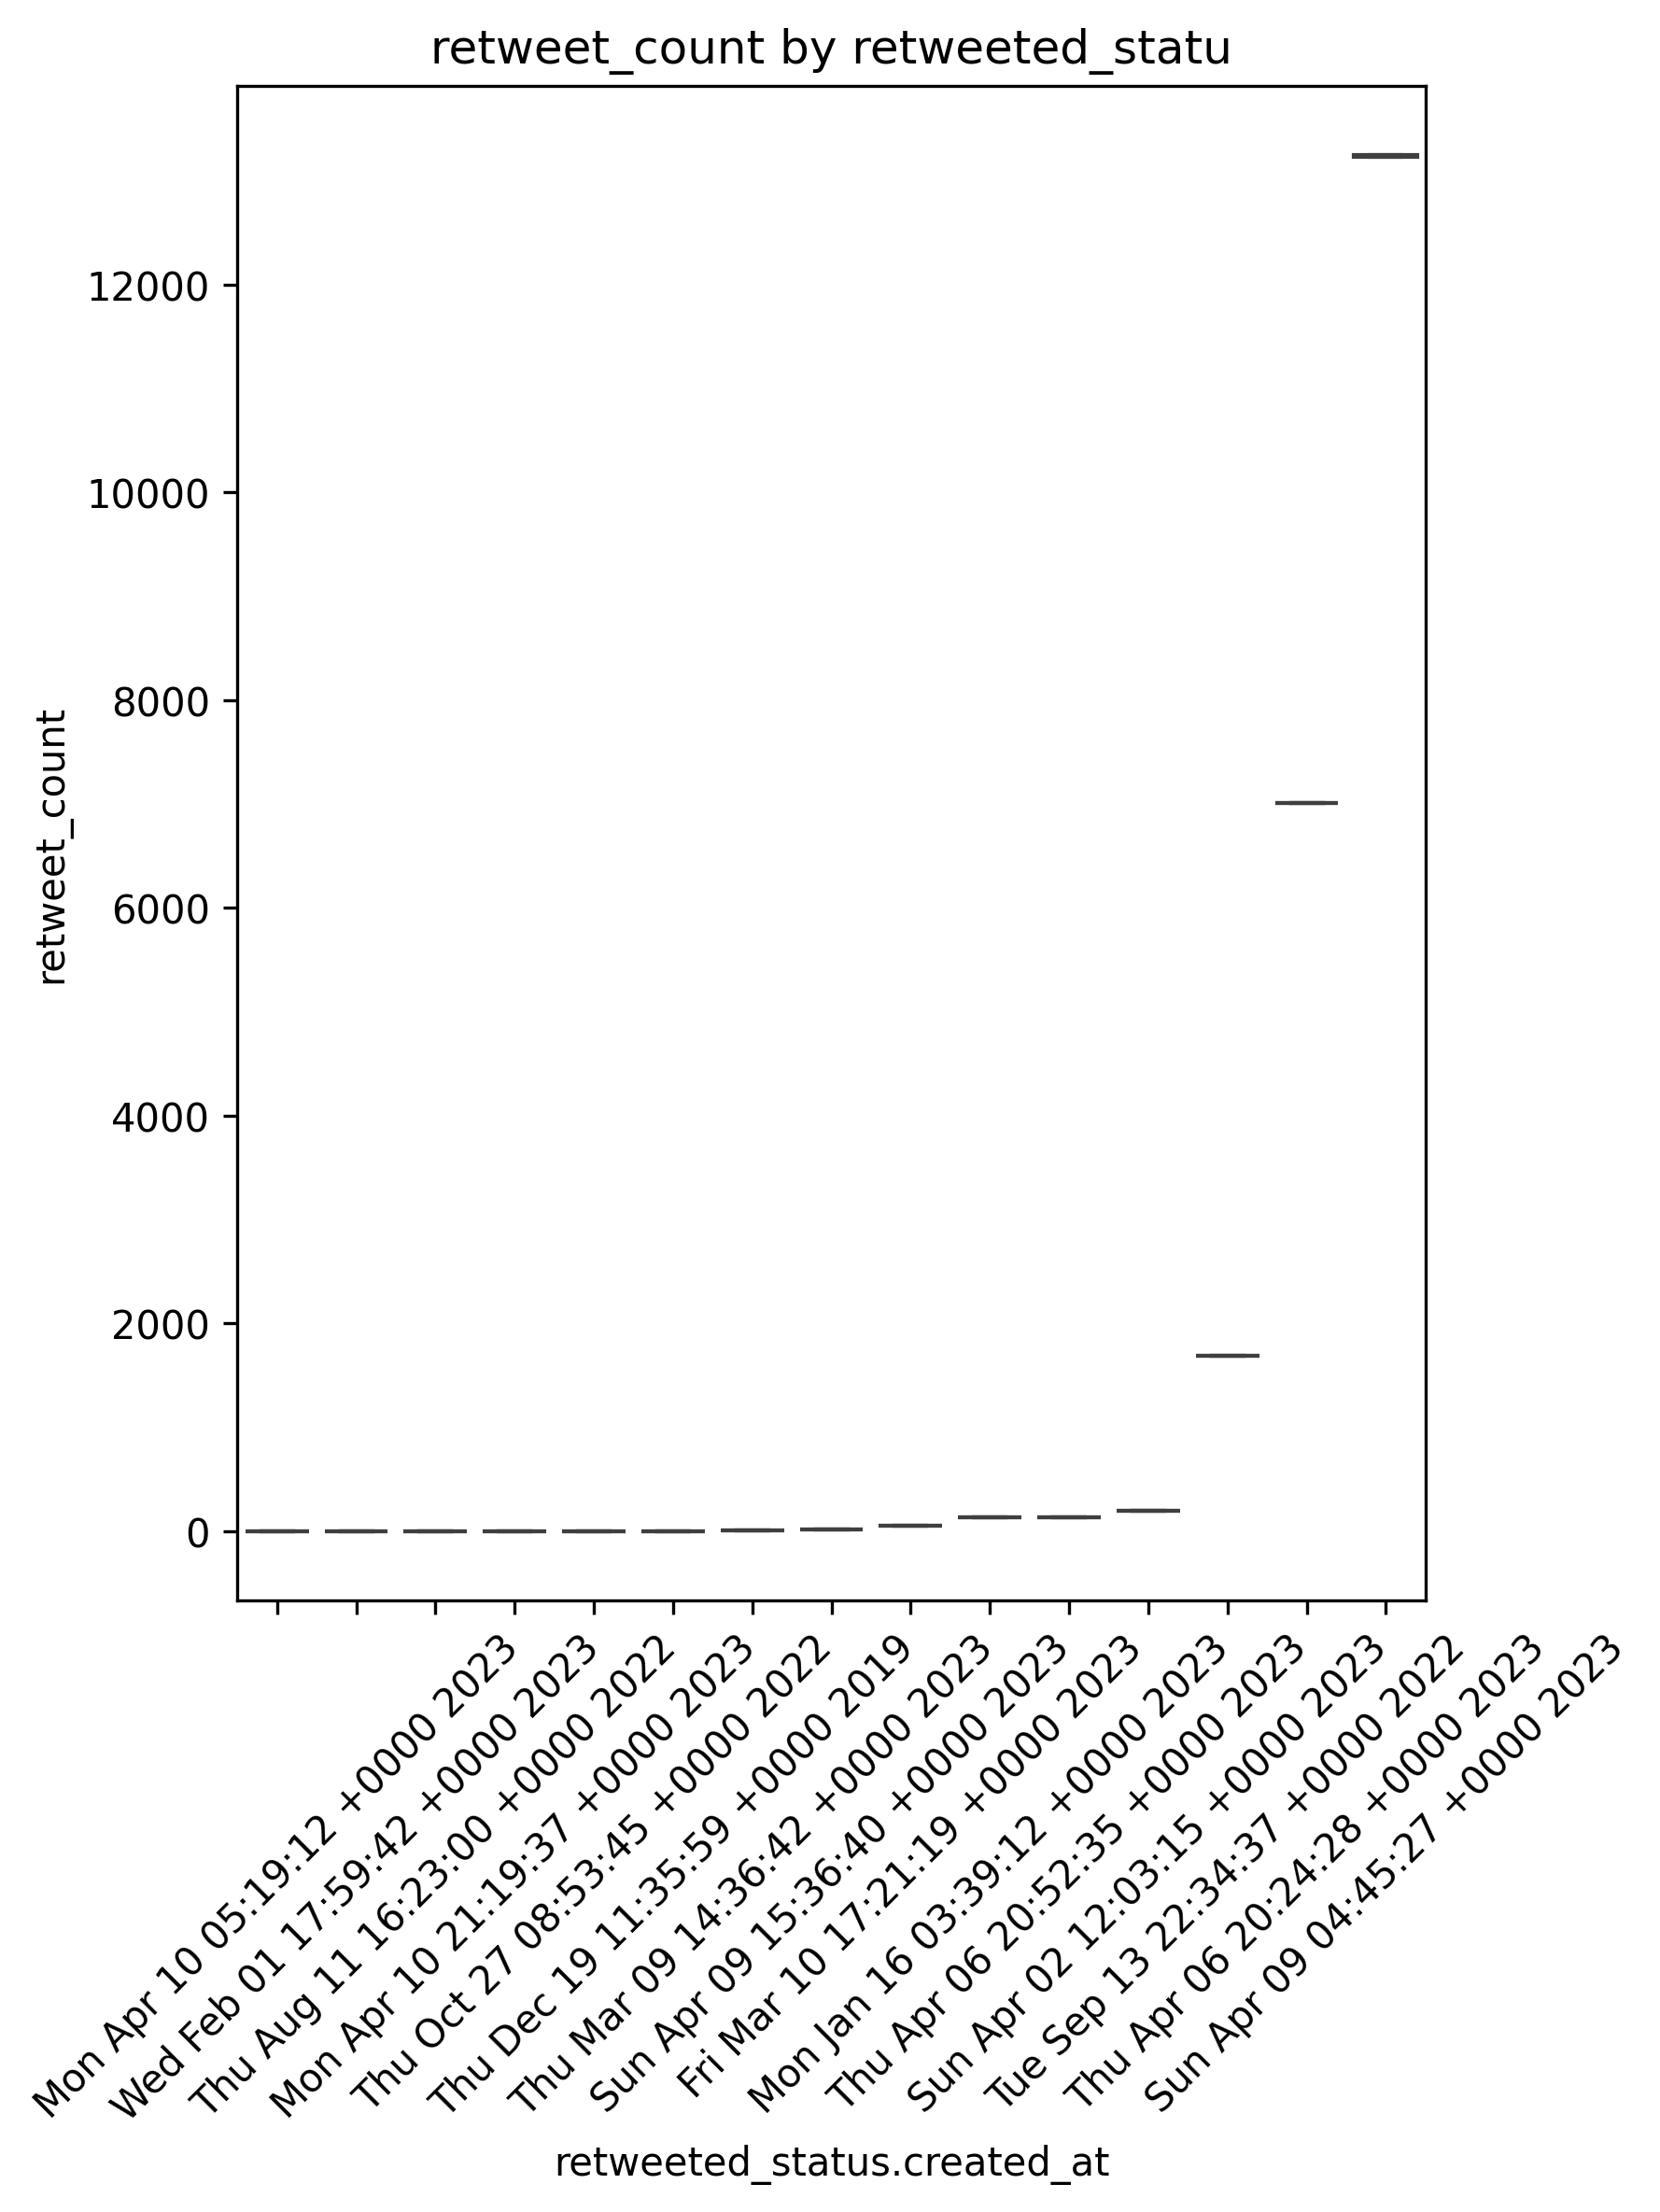 retweet_count by retweeted_statu
12000
10000
8000
6000
4000
2000
0
retweet_count
Mon Apr 10 05:19:12 +0000 2023
Wed Feb 01 17:59:42 +0000 2023
Thu Aug 11 16:23:00 +0000 2022
Mon Apr 10 21:19:37 +0000 2023
Thu Oct 27 08:53:45 +0000 2022
Thu Dec 19 11:35:59 +0000 2019
Thu Mar 09 14:36:42 +0000 2023
Sun Apr 09 15:36:40 +0000 2023
Fri Mar 10 17:21:19 +0000 2023
Mon Jan 16 03:39:12 +0000 2023
Thu Apr 06 20:52:35 +0000 2023
Sun Apr 02 12:03:15 +0000 2023
Tue Sep 13 22:34:37 +0000 2022
Thu Apr 06 20:24:28 +0000 2023
Sun Apr 09 04:45:27 +0000 2023
retweeted_status.created_at